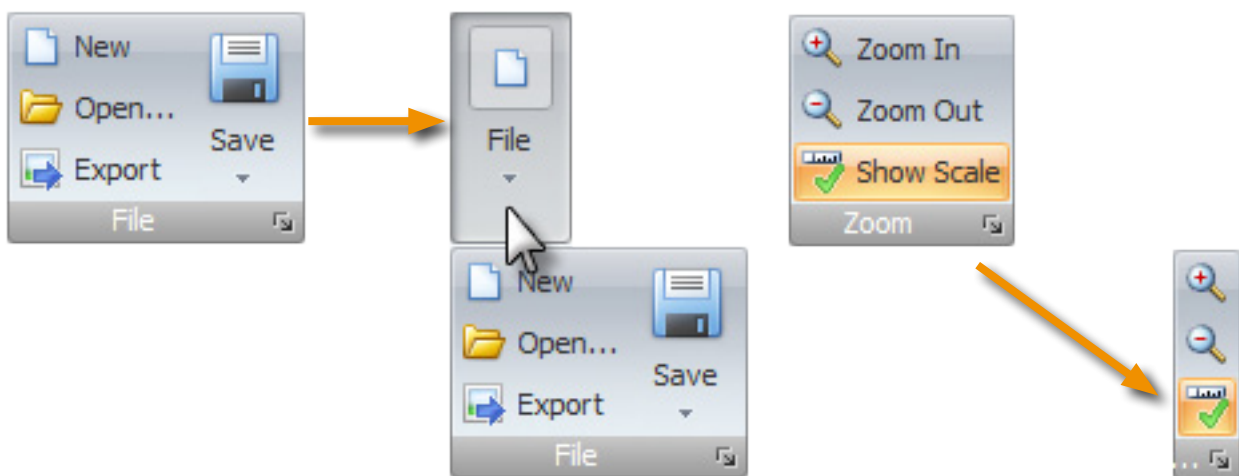 New
Open...
Export
Save
File
File
New
Open...
Export
Save
File
Zoom In
Zoom Out
Show Scale
Zoom
...